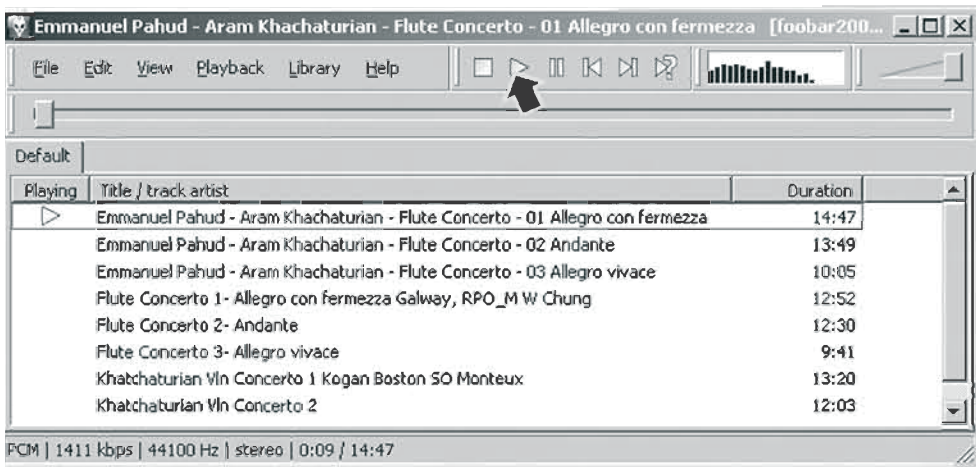 Emmanuel Pahud - Aram Khachaturian - Flute Concerto - 01 Allegro con fermezza [foobar200...
File Edit View Playback Library Help
Default
Playing Title / track artist Duration
Emmanuel Pahud - Aram Khachaturian - Flute Concerto - 01 Allegro con fermezza 14:47
Emmanuel Pahud - Aram Khachaturian - Flute Concerto - 02 Andante 13:49
Emmanuel Pahud - Aram Khachaturian - Flute Concerto - 03 Allegro vivace 10:05
Flute Concerto 1- Allegro con fermezza Galway, RPO_M W Chung 12:52
Flute Concerto 2- Andante 12:30
Flute Concerto 3- Allegro vivace 9:41
Khatchaturian Vln Concerto 1 Kogan Boston SO Monteux 13:20
Khatchaturian Vln Concerto 2 12:03
PCM | 1411 kbps | 44100 Hz | stereo | 0:09 / 14:47